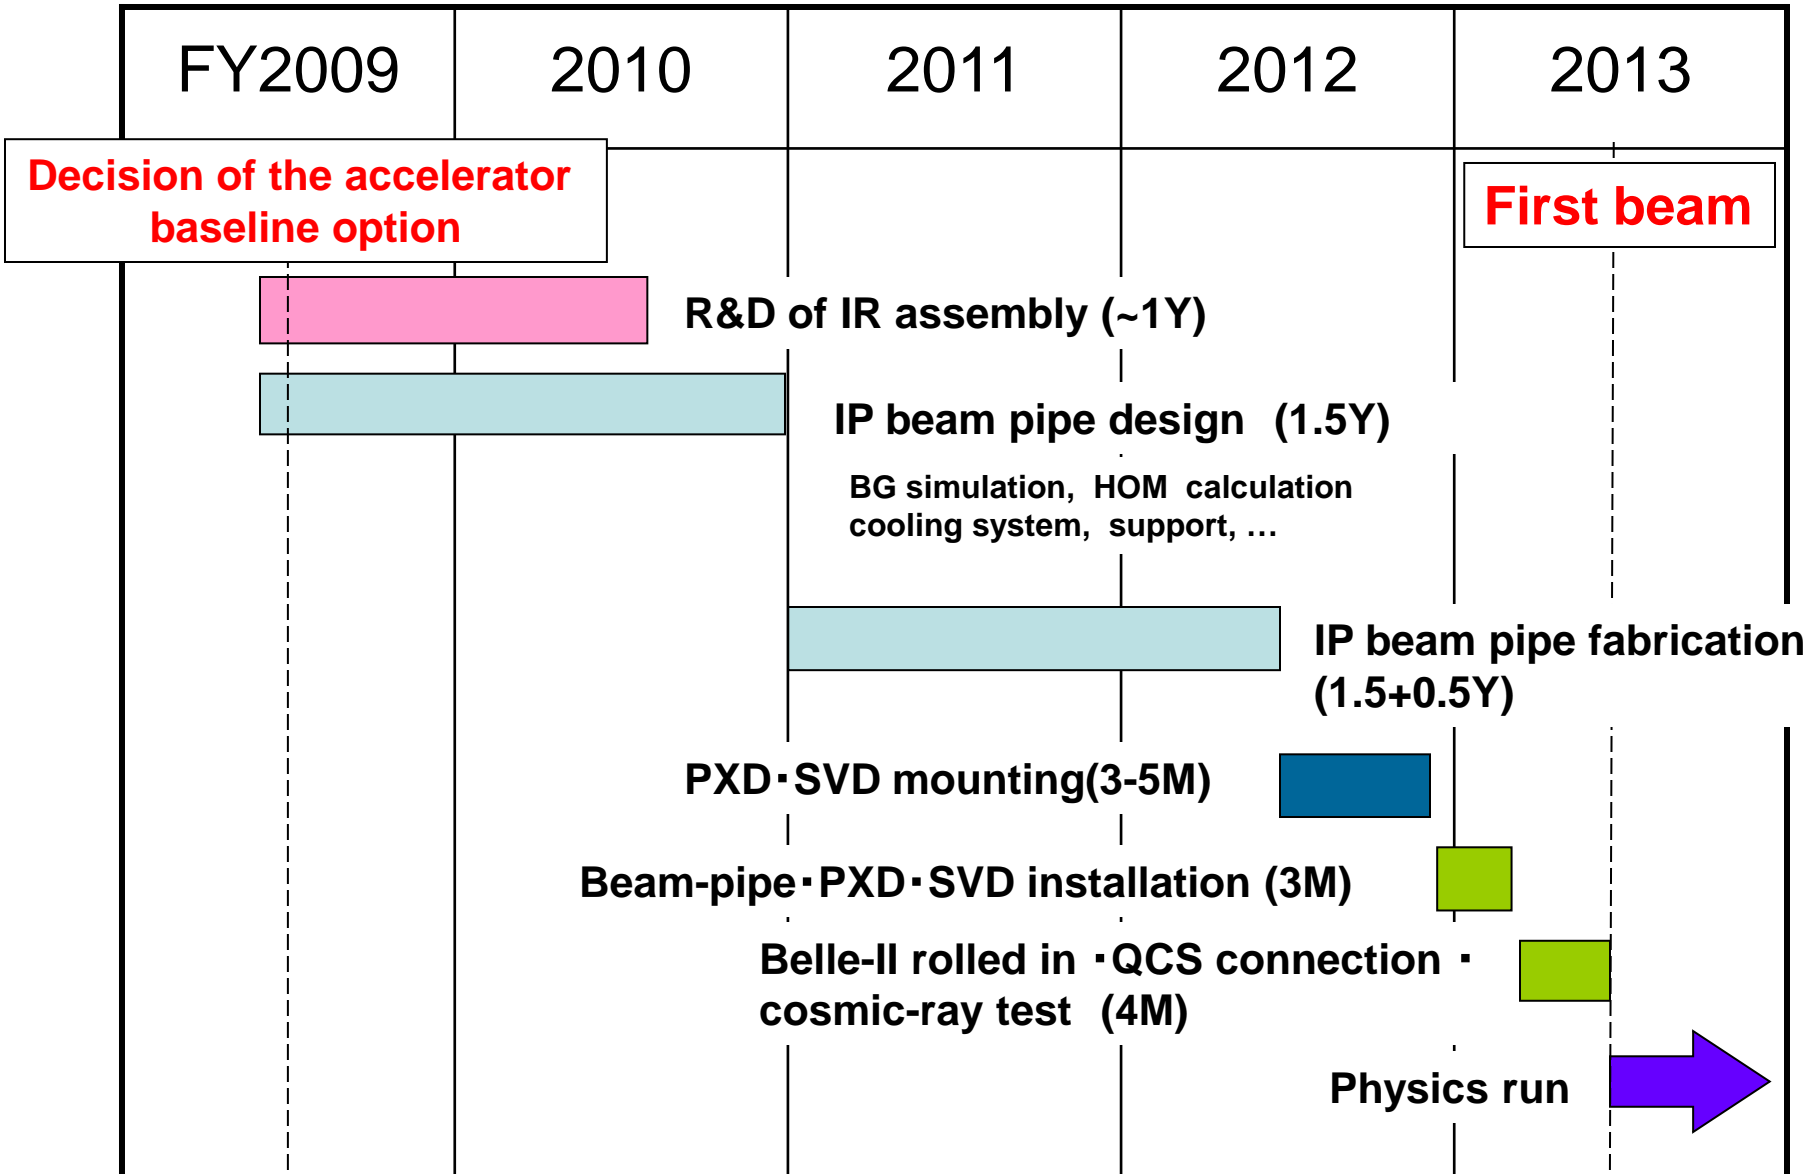 FY2009 2010 2011 2012 2013
Decision of the accelerator
baseline option
First beam
R&D of IR assembly (~1Y)
IP beam pipe design (1.5Y)
BG simulation, HOM calculation
cooling system, support, …
IP beam pipe fabrication
(1.5+0.5Y)
PXD・SVD mounting(3-5M)
Beam-pipe・PXD・SVD installation (3M)
Belle-II rolled in ・QCS connection ・
cosmic-ray test (4M)
Physics run